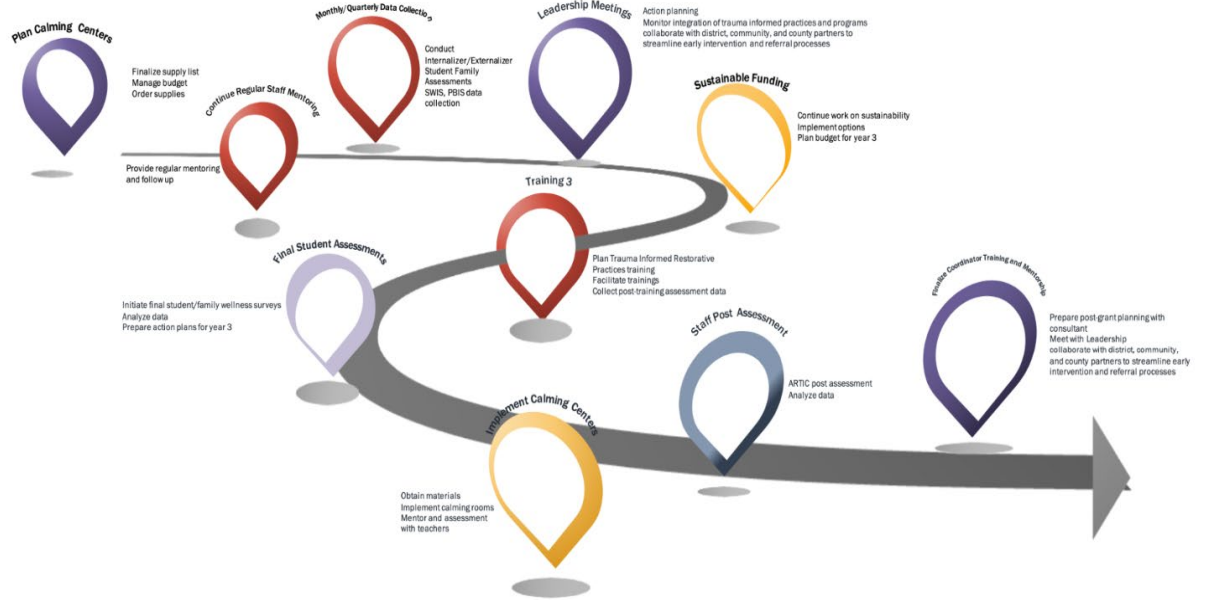 Plan Calming Centers
Finalize supply list
Manage budget
Order supplies
Continue Regular Staff Mentoring
Provide regular mentoring
and follow up
Monthly/Quarterly Data Collection
Conduct
Internalizer/Externalizer
Student Family
Assessments
SWIS, PBIS data
collection
Leadership Meetings
Action planning
Monitor integration of trauma informed practices and programs
collaborate with district, community, and county partners to
streamline early intervention and referral processes
Sustainable Funding
Continue work on sustainability
Implement options
Plan budget for year 3
Training 3
Plan Trauma Informed Restorative
Practices training
Facilitate trainings
Collect post-training assessment data
Final Student Assessments
Initiate final student/family wellness surveys
Analyze data
Prepare action plans for year 3
Implement Calming Centers
Obtain materials
Implement calming rooms
Mentor and assessment
with teachers
Staff Post Assessment
ARTIC post assessment
Analyze data
Finalize Coordinator Training and Mentorship
Prepare post-grant planning with
consultant
Meet with Leadership
collaborate with district, community,
and county partners to streamline early
intervention and referral processes